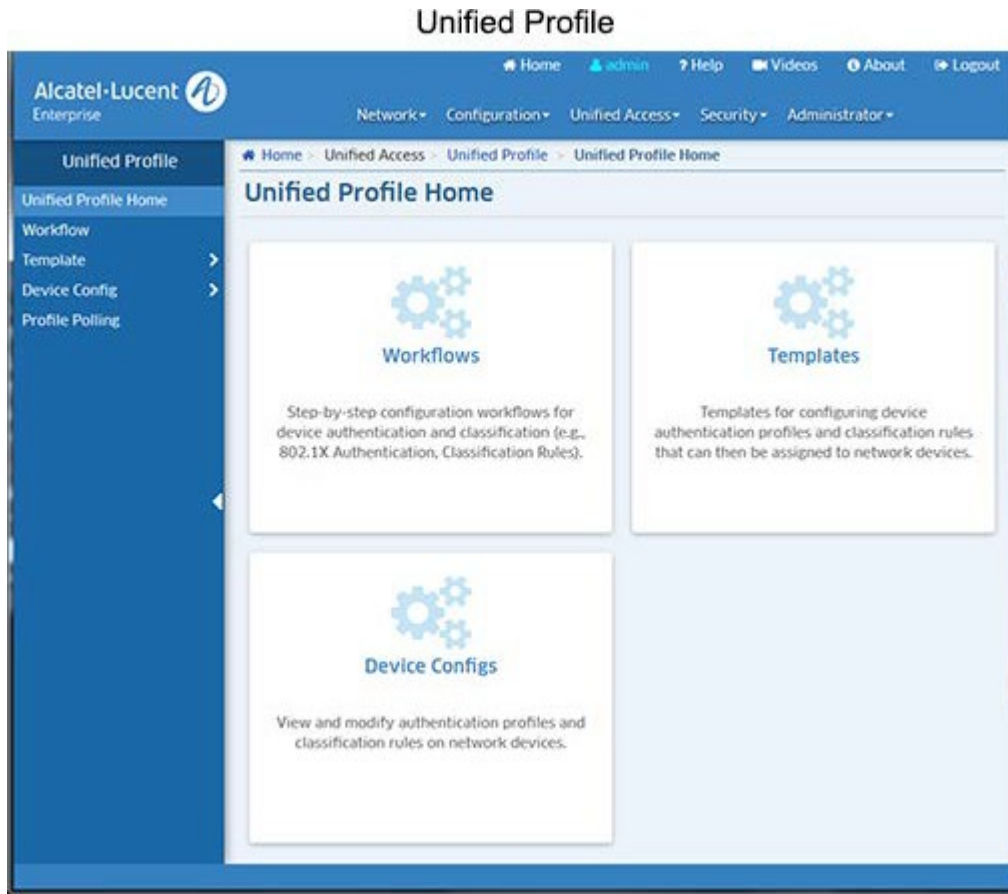 Unified Profile
Home admin ? Help Videos About Logout
Alcatel·Lucent
Enterprise
Network Configuration Unified Access Security Administrator
Unified Profile
Unified Profile Home
Workflow
Template
Device Config
Profile Polling
Home > Unified Access > Unified Profile > Unified Profile Home
Unified Profile Home
Workflows
Step-by-step configuration workflows for
device authentication and classification (e.g.,
802.1X Authentication, Classification Rules).
Templates
Templates for configuring device
authentication profiles and classification rules
that can then be assigned to network devices.
Device Configs
View and modify authentication profiles and
classification rules on network devices.